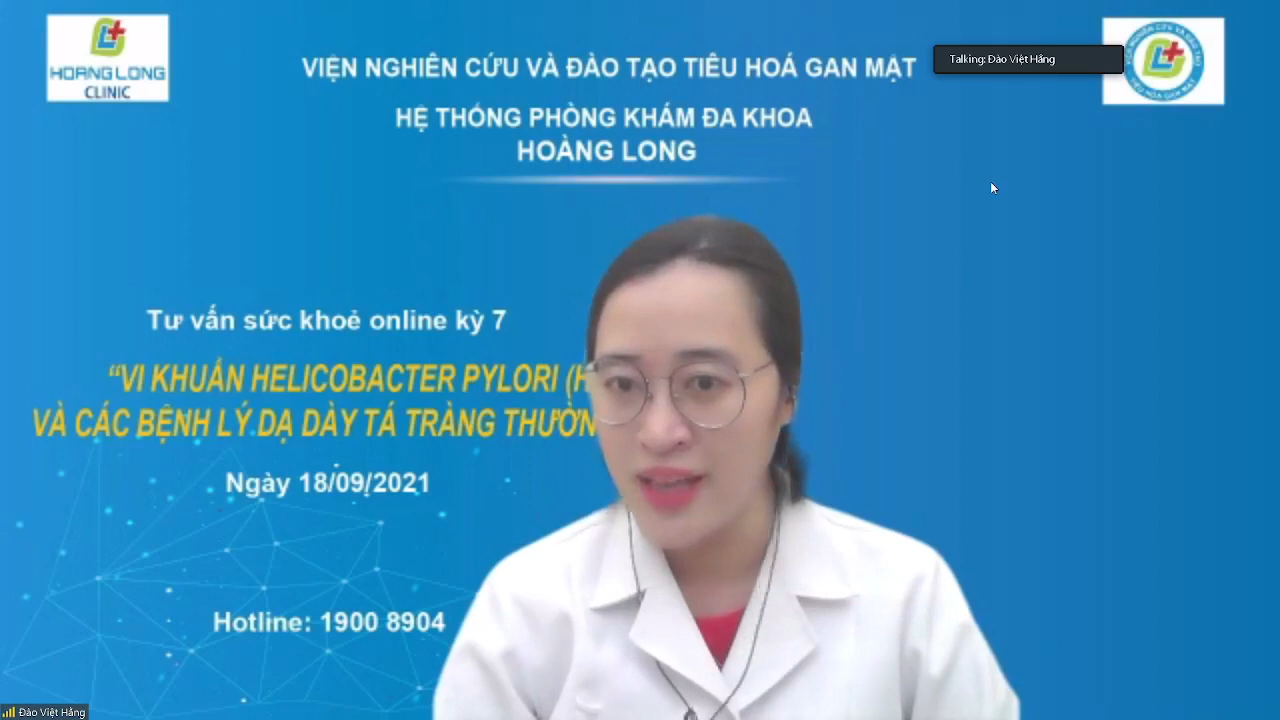 HOANG LONG
CLINIC
VIỆN NGHIÊN CỨU VÀ ĐÀO TẠO TIÊU HOÁ GAN MẬT
Talking: Đào Việt Hằng
HỆ THỐNG PHÒNG KHÁM ĐA KHOA
HOÀNG LONG
Tư vấn sức khoẻ online kỳ 7
“VI KHUẨN HELICOBACTER PYLORI (H
VÀ CÁC BỆNH LÝ DẠ DÀY TÁ TRÀNG THƯỜN
Ngày 18/09/2021
Hotline: 1900 8904
Đào Việt Hằng